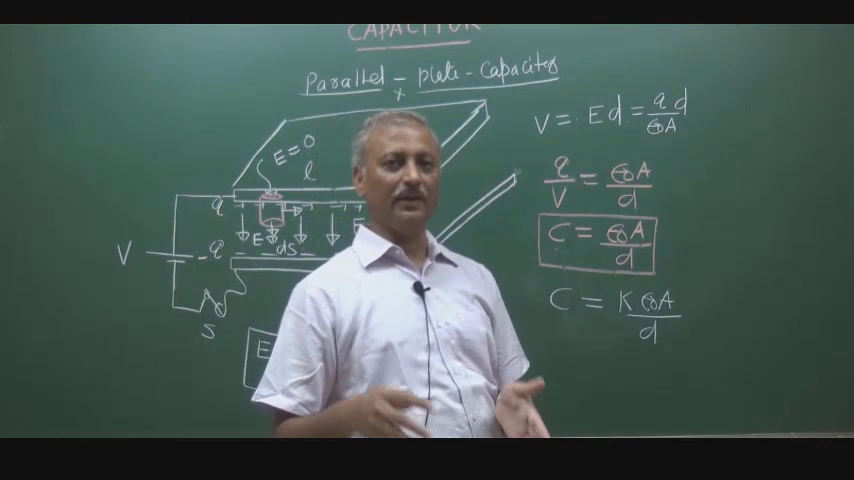 CAPACITOR
Parallel - plate - Capacitor
x
E=0
l
q
E
ds
-q
V
S
E
E
V = Ed = qd/ε₀A
q/V = ε₀A/d
C = ε₀A/d
C = Kε₀A/d